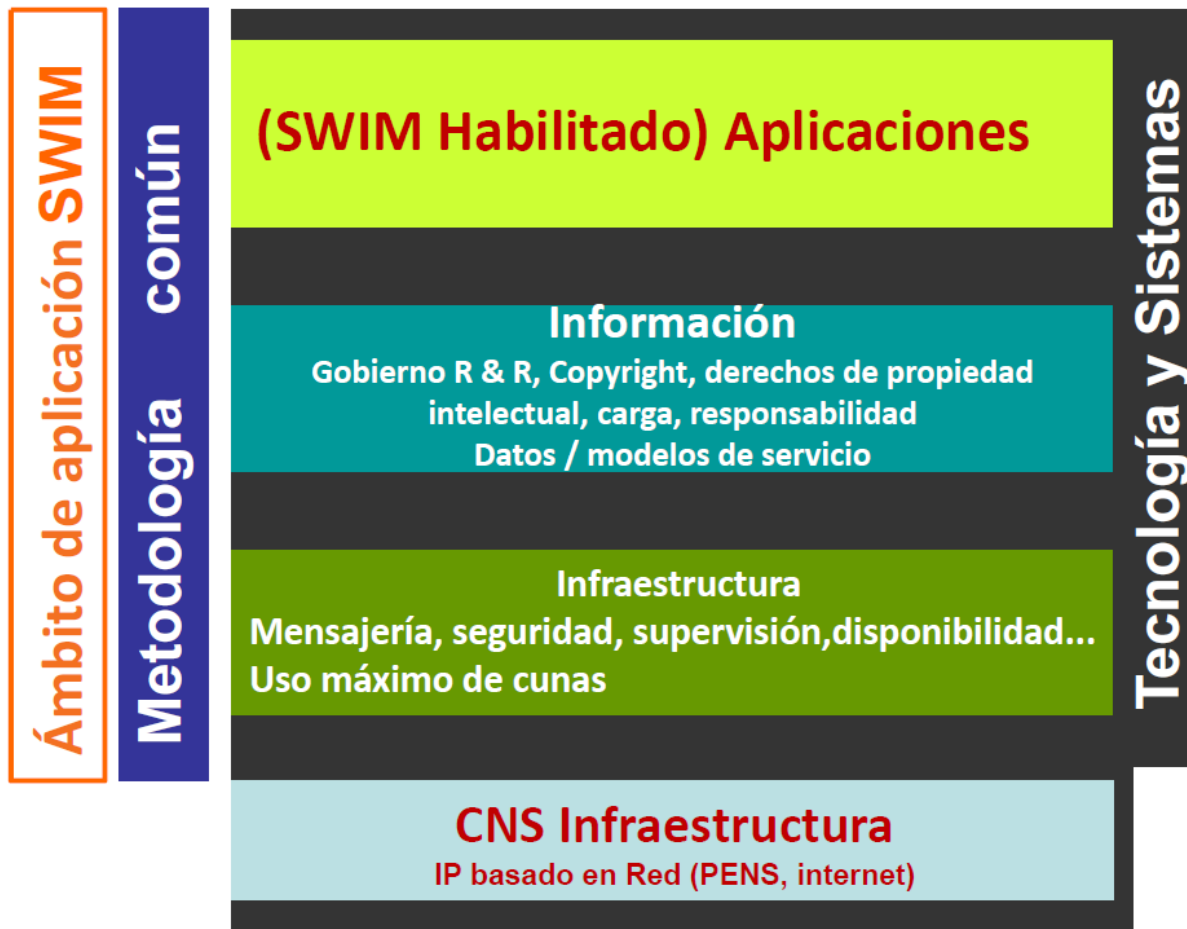 Ámbito de aplicación SWIM
Metodología común
(SWIM Habilitado) Aplicaciones
Información
Gobierno R & R, Copyright, derechos de propiedad
intelectual, carga, responsabilidad
Datos / modelos de servicio
Infraestructura
Mensajería, seguridad, supervisión,disponibilidad...
Uso máximo de cunas
CNS Infraestructura
IP basado en Red (PENS, internet)
Tecnología y Sistemas